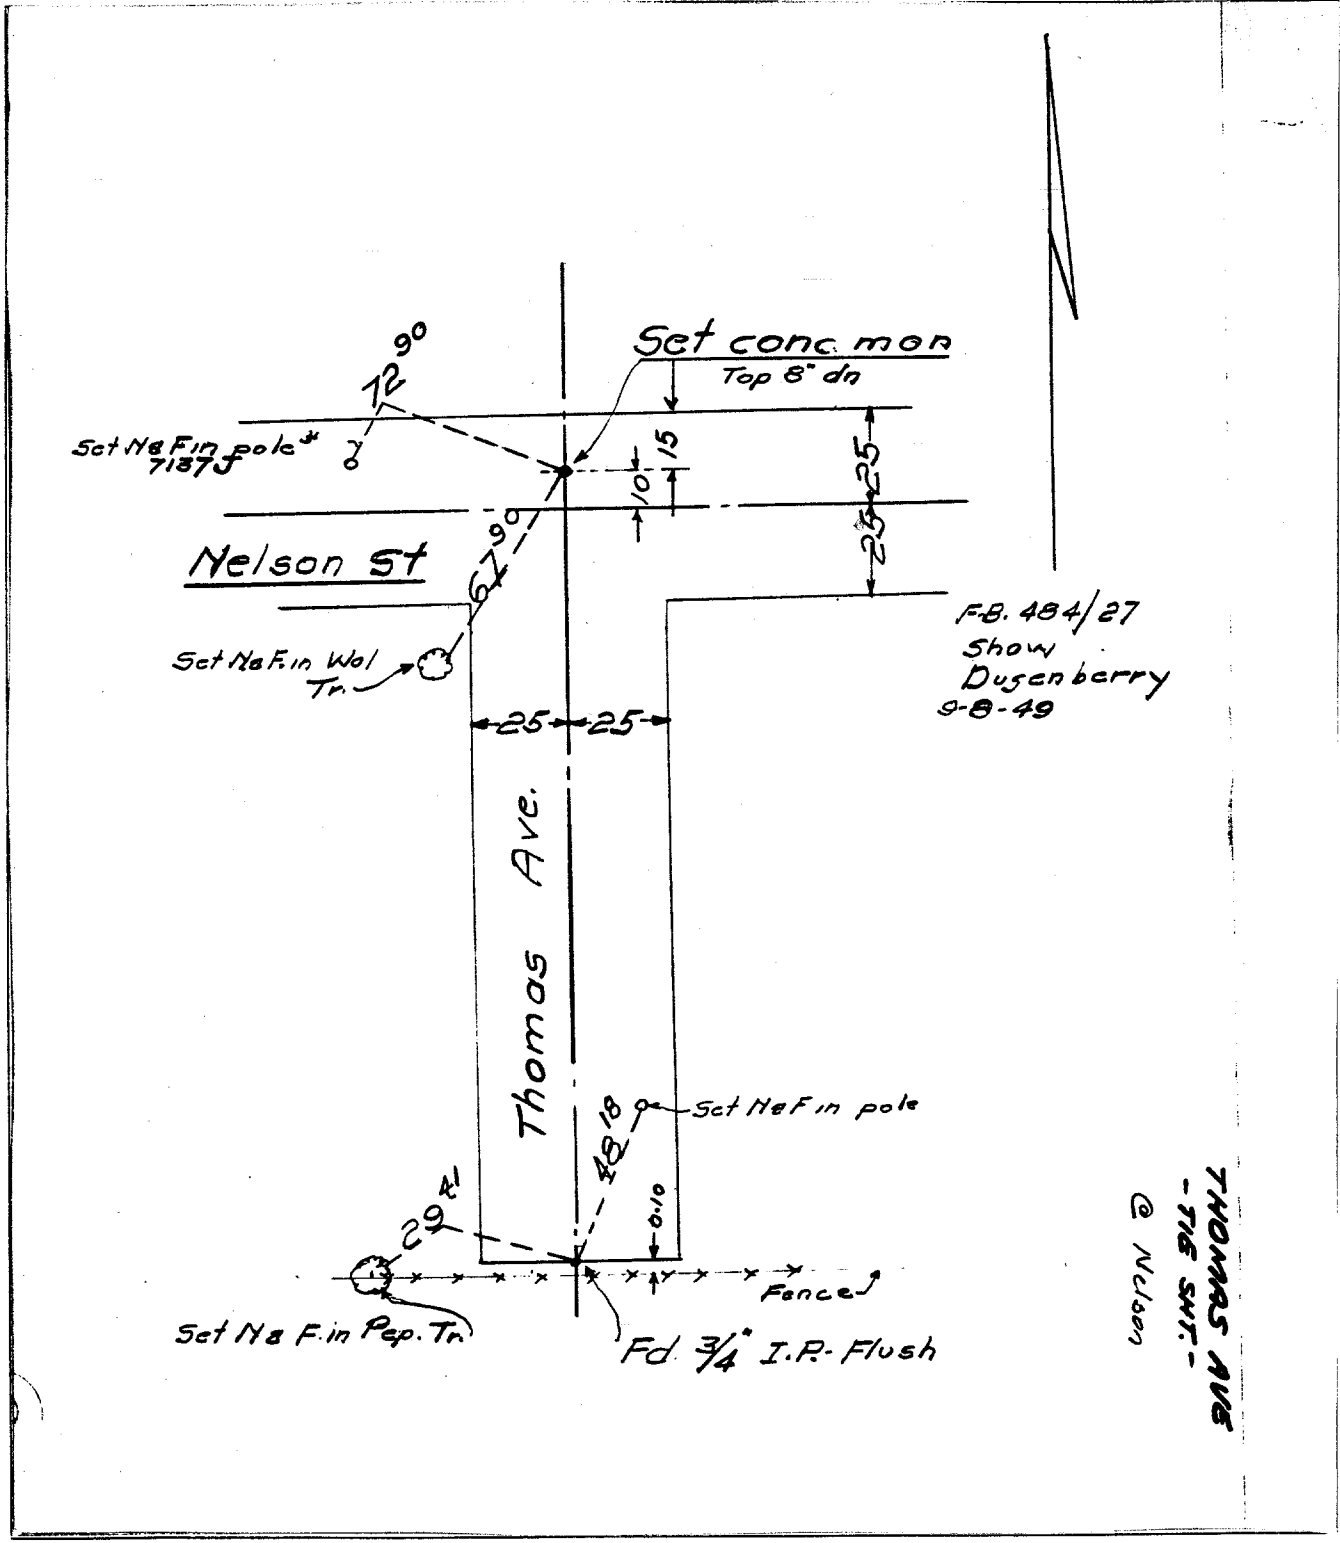 Set conc. mon
Top 8" dn
72 90
Set N&F in pole #
7187J
15
10
25
25
67 90
Nelson St
Set N&F. in Wal
Tr.
F.B. 484/27
Show
Dusenberry
9-8-49
25 25
Thomas Ave.
48 18
Set N&F in pole
0.10
29 41
Fence
Set N& F. in Pep. Tr.
Fd. 3/4" I.P.- Flush
THOMAS AVE
- TIE SHT. -
@ Nelson